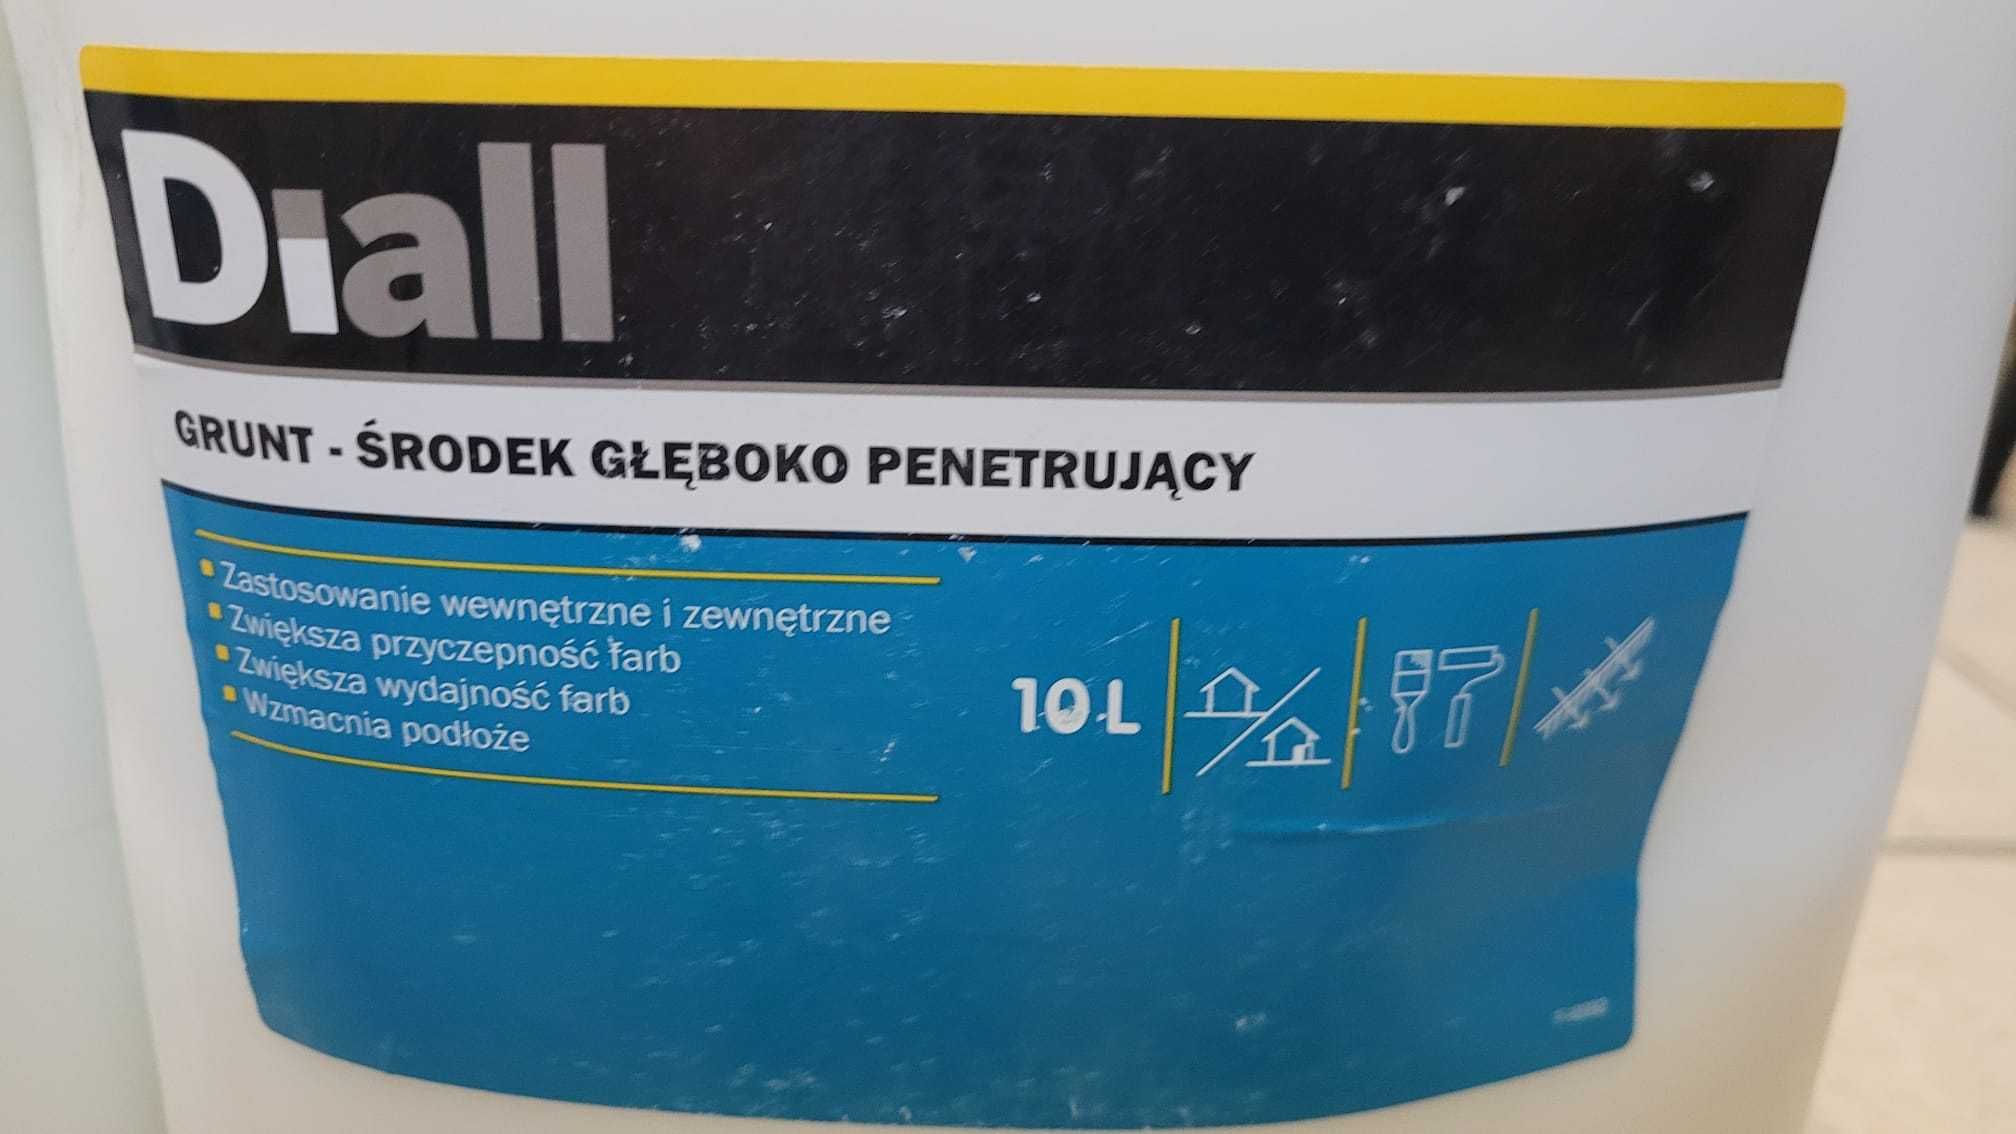 Diall
GRUNT - ŚRODEK GŁĘBOKO PENETRUJĄCY
Zastosowanie wewnętrzne i zewnętrzne
Zwiększa przyczepność farb
Zwiększa wydajność farb
Wzmacnia podłoże
10 L